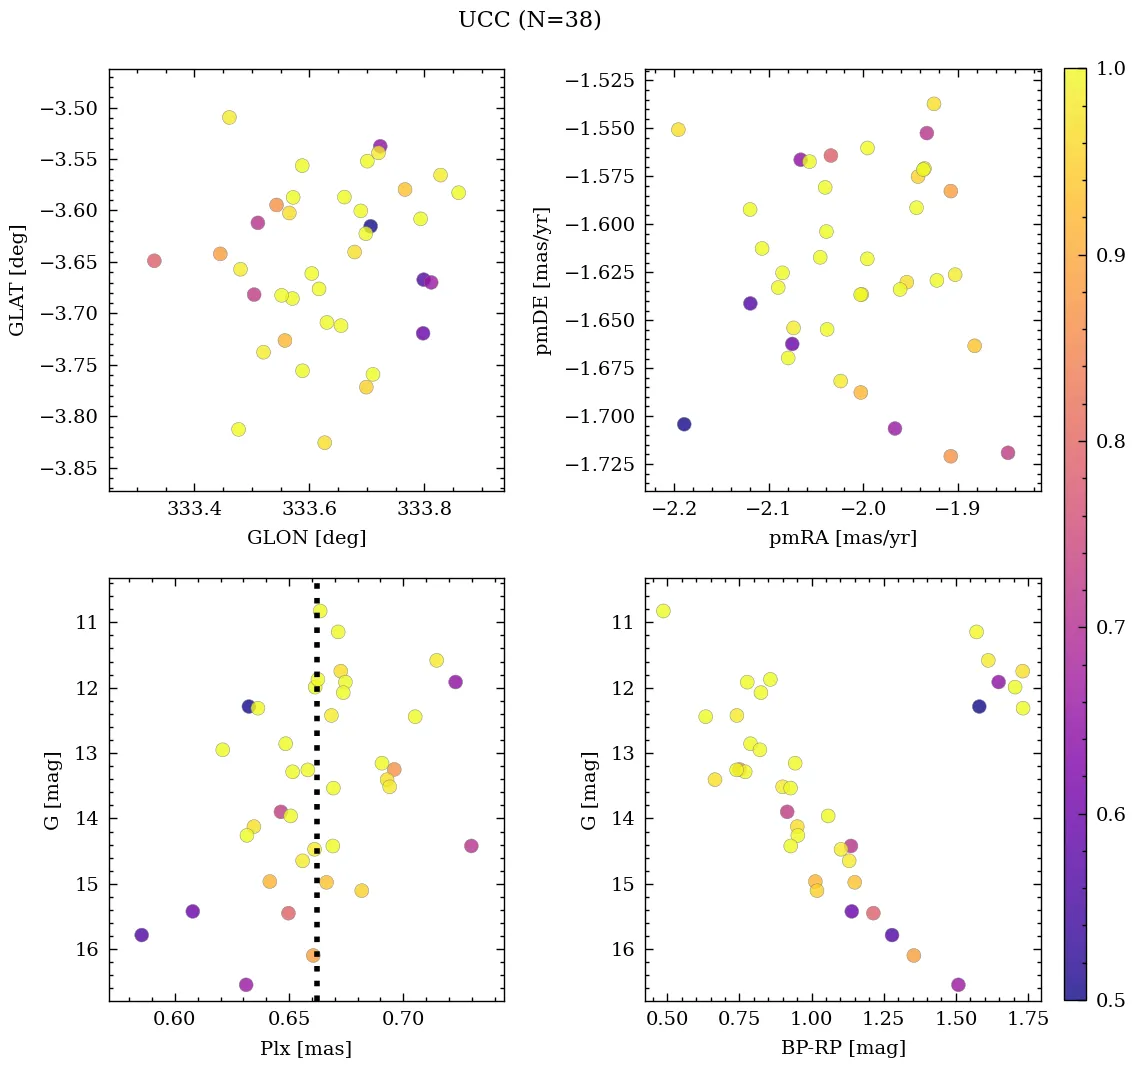 UCC (N=38)
−3.50
−3.55
−3.60
−3.65
−3.70
−3.75
−3.80
−3.85
GLAT [deg]
333.4 333.6 333.8
GLON [deg]
−1.525
−1.550
−1.575
−1.600
−1.625
−1.650
−1.675
−1.700
−1.725
pmDE [mas/yr]
−2.2 −2.1 −2.0 −1.9
pmRA [mas/yr]
11
12
13
14
15
16
G [mag]
0.60 0.65 0.70
Plx [mas]
11
12
13
14
15
16
G [mag]
0.50 0.75 1.00 1.25 1.50 1.75
BP-RP [mag]
1.0
0.9
0.8
0.7
0.6
0.5